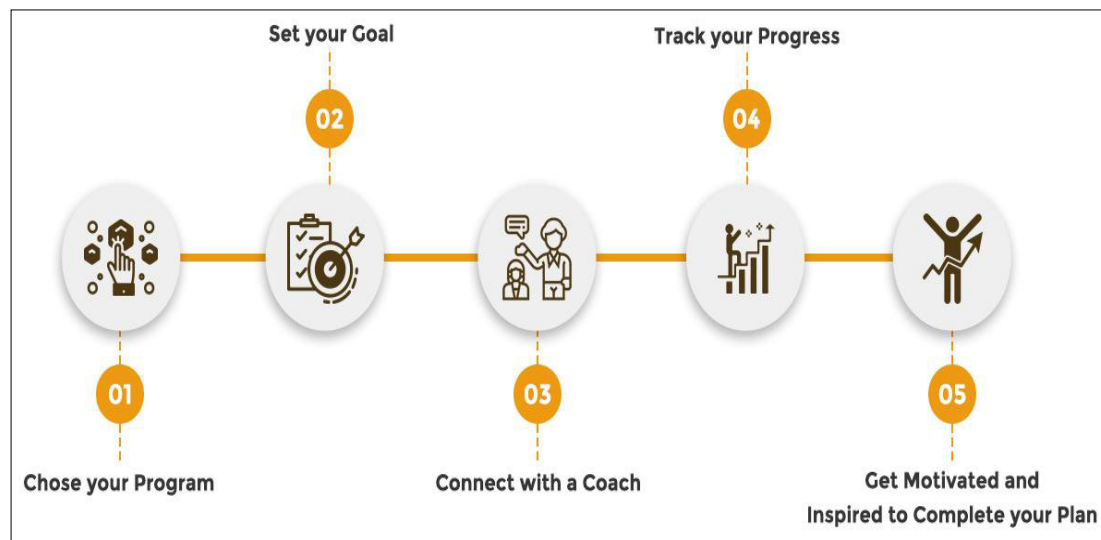 Set your Goal
Track your Progress
02
04
01
03
05
Chose your Program
Connect with a Coach
Get Motivated and
Inspired to Complete your Plan